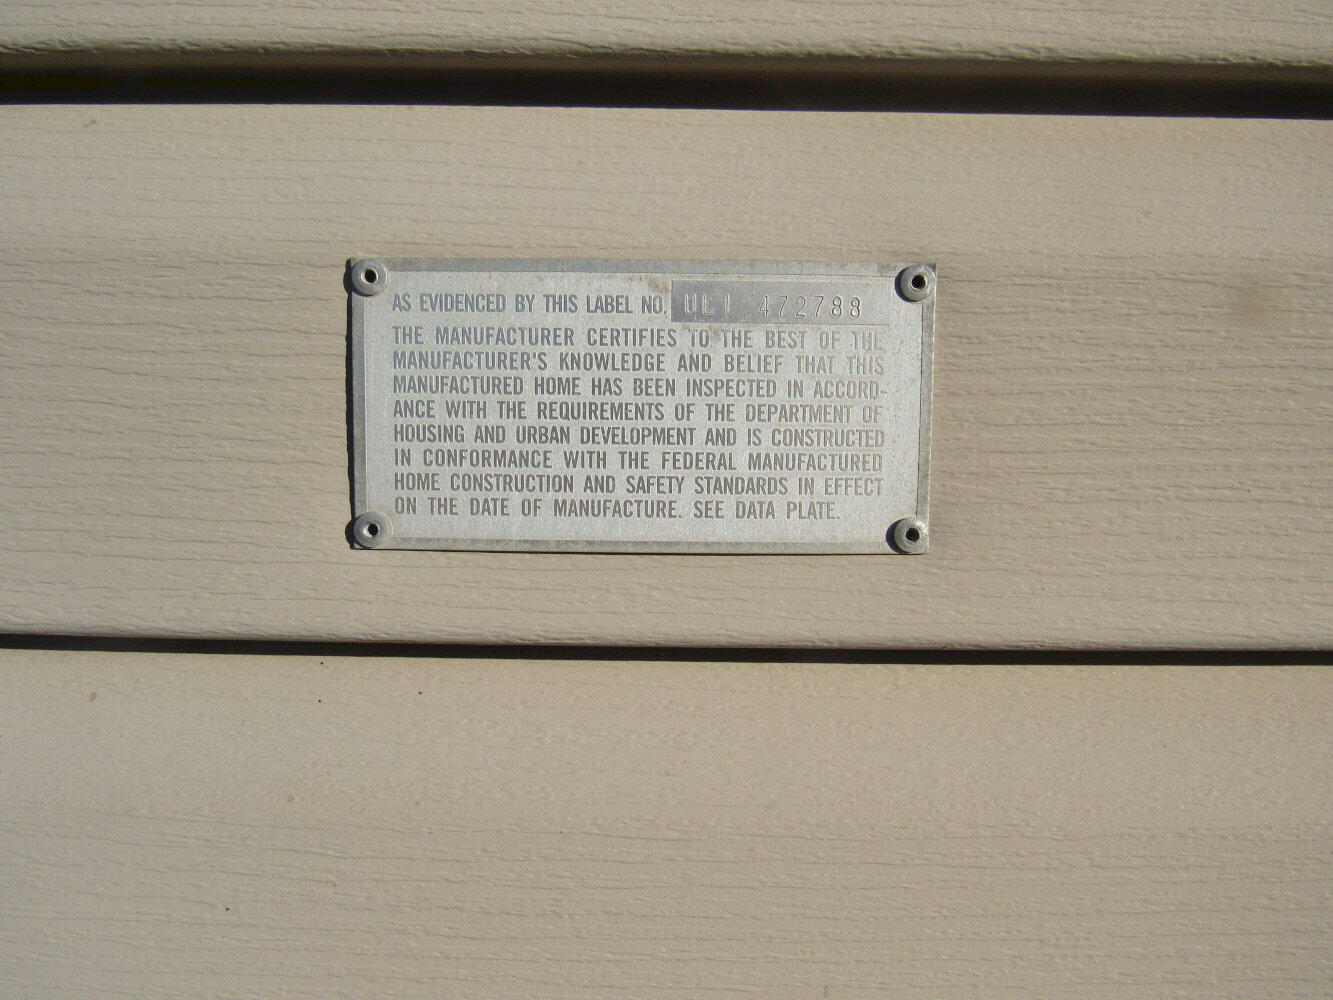 AS EVIDENCED BY THIS LABEL NO. ULI 472788
THE MANUFACTURER CERTIFIES TO THE BEST OF THE
MANUFACTURER'S KNOWLEDGE AND BELIEF THAT THIS
MANUFACTURED HOME HAS BEEN INSPECTED IN ACCORD-
ANCE WITH THE REQUIREMENTS OF THE DEPARTMENT OF
HOUSING AND URBAN DEVELOPMENT AND IS CONSTRUCTED
IN CONFORMANCE WITH THE FEDERAL MANUFACTURED
HOME CONSTRUCTION AND SAFETY STANDARDS IN EFFECT
ON THE DATE OF MANUFACTURE. SEE DATA PLATE.